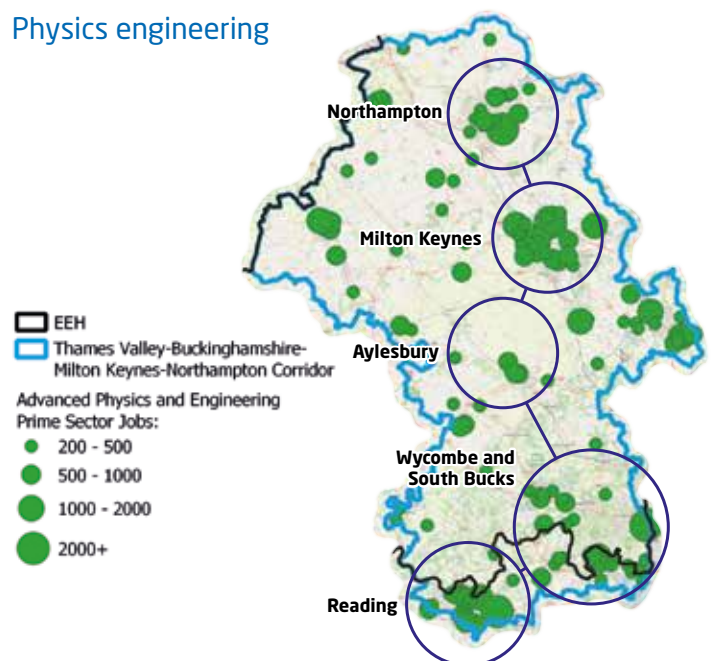 Physics engineering
Northampton
Milton Keynes
EEH
Thames Valley-Buckinghamshire-
Milton Keynes-Northampton Corridor
Aylesbury
Advanced Physics and Engineering
Prime Sector Jobs:
200 - 500
500 - 1000
1000 - 2000
2000+
Wycombe and
South Bucks
Reading